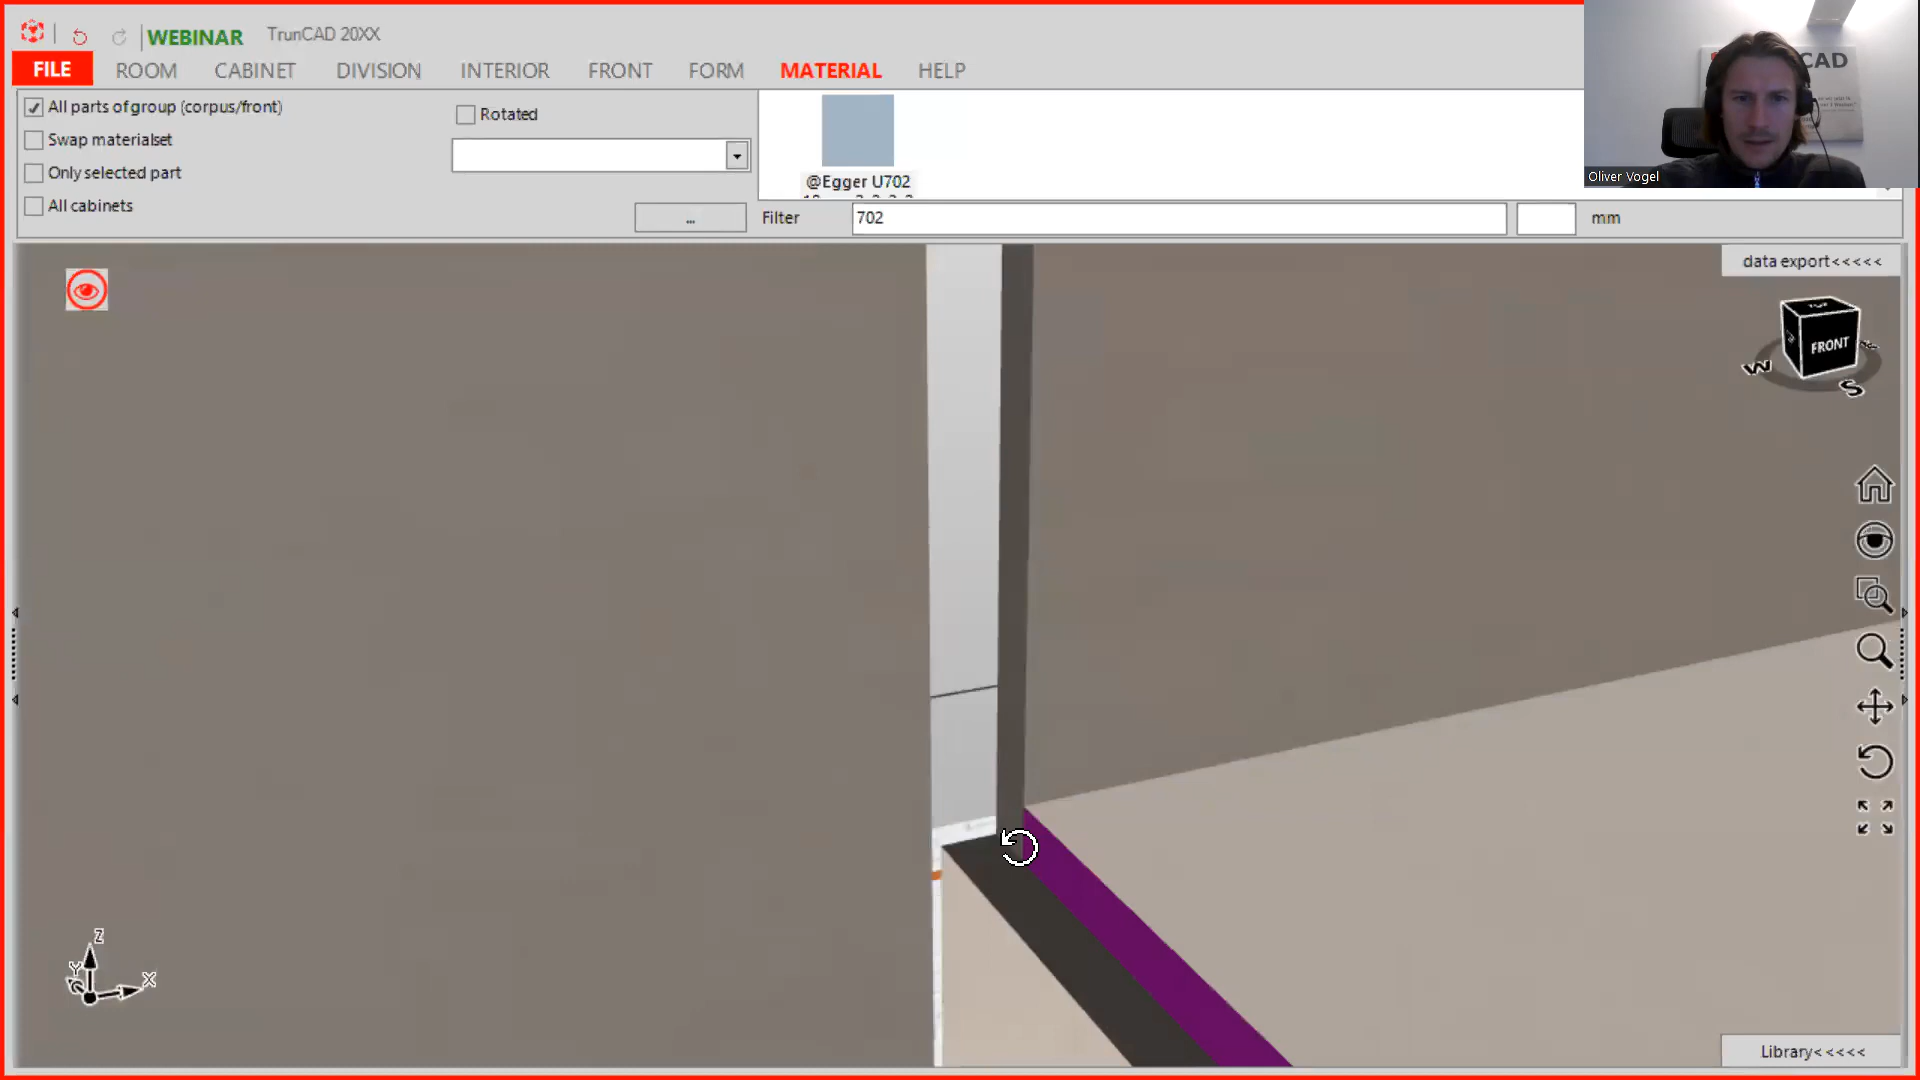 WEBINAR TrunCAD 20XX
FILE ROOM CABINET DIVISION INTERIOR FRONT FORM MATERIAL HELP
All parts of group (corpus/front)
Swap materialset
Only selected part
All cabinets
Rotated
...
@Egger U702
Filter 702 mm
CAD
Oliver Vogel
data export<<<<<
FRONT
W
S
Z
Y
X
Library<<<<<